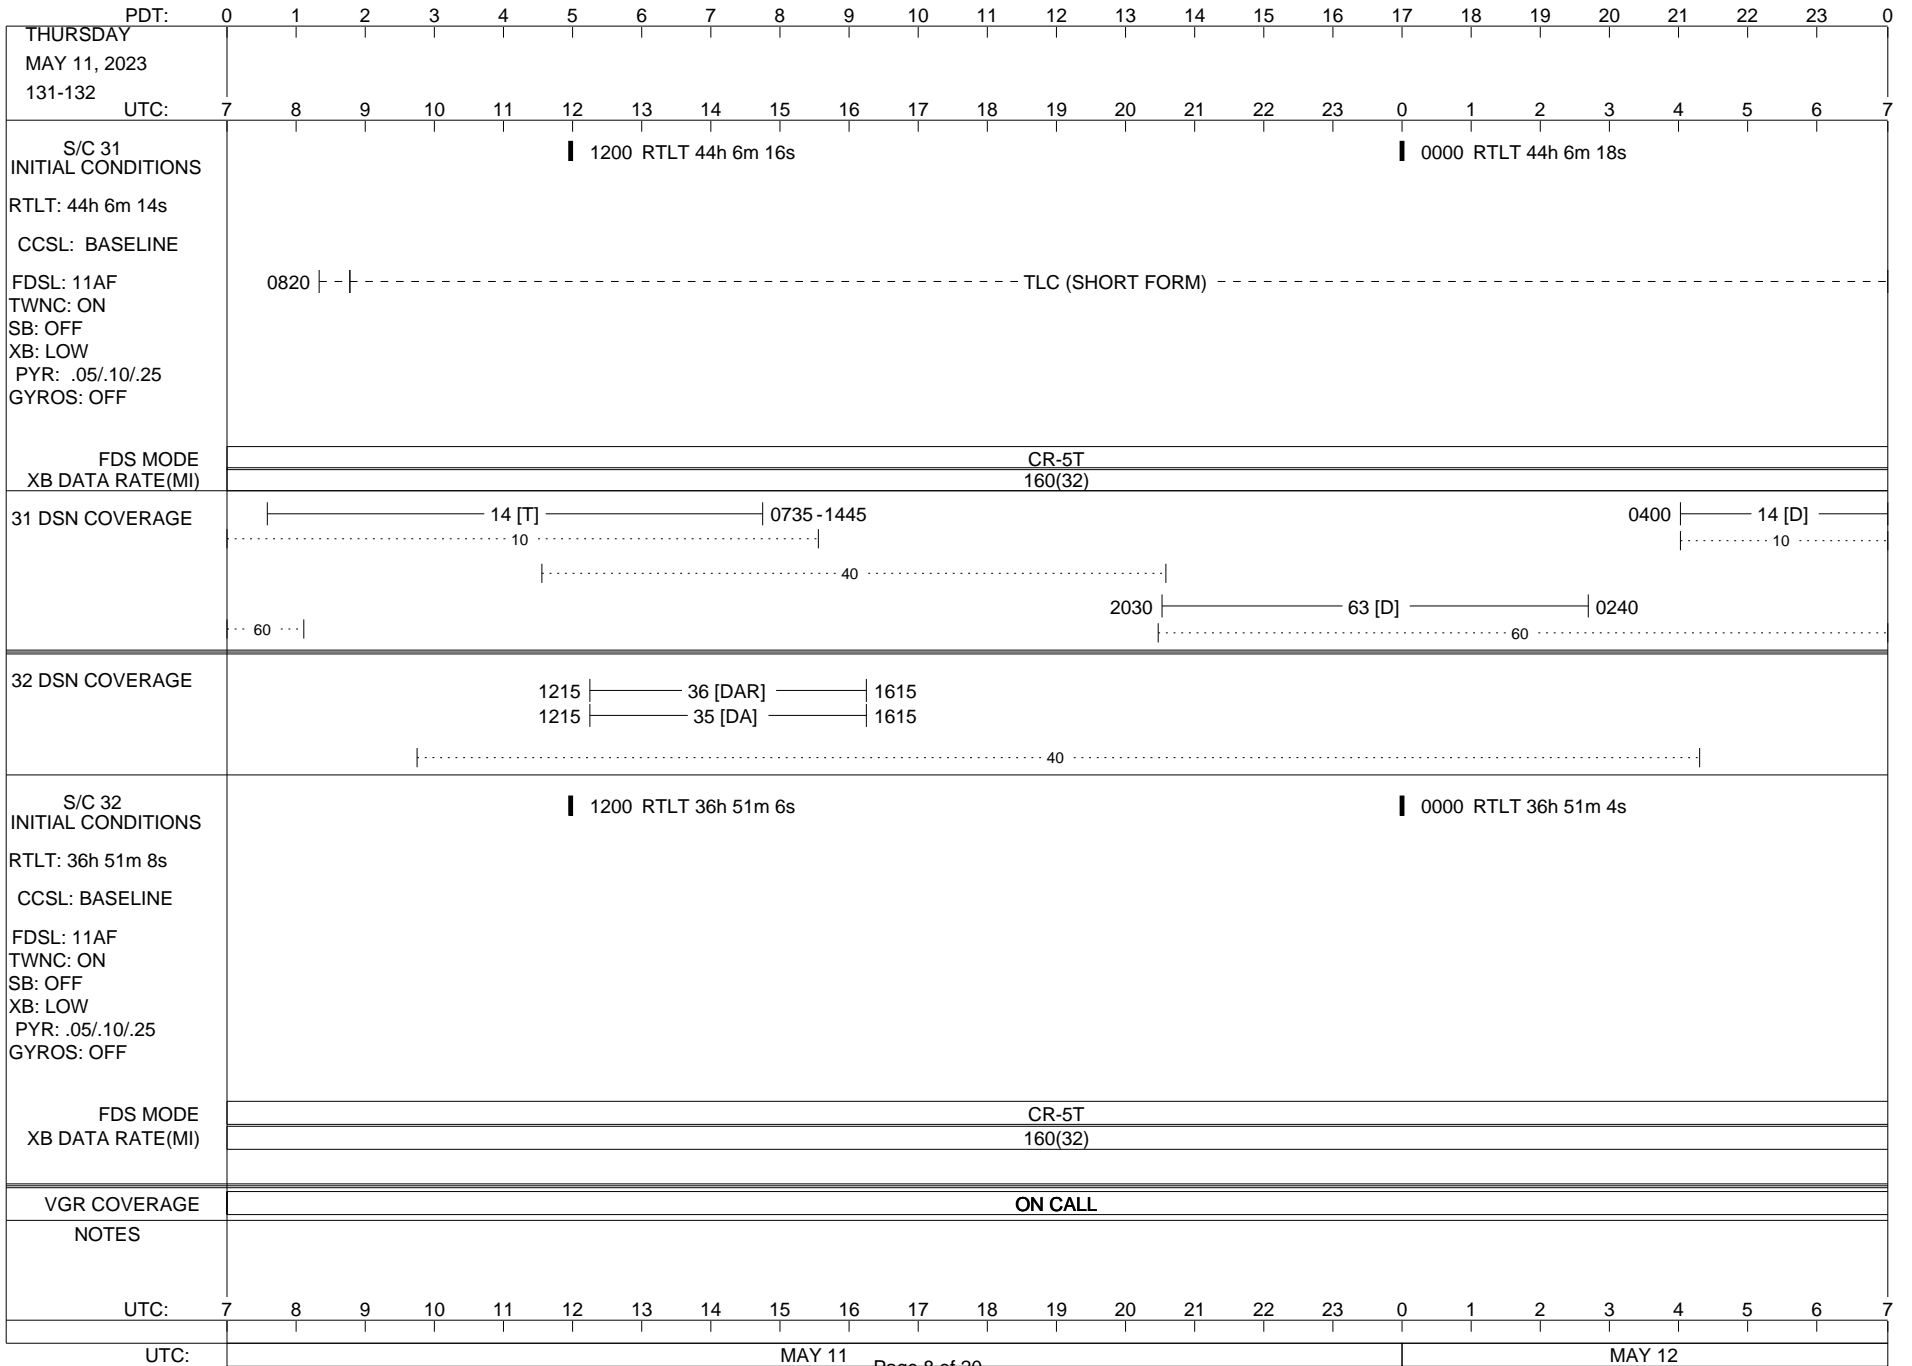 PDT: 0 1 2 3 4 5 6 7 8 9 10 11 12 13 14 15 16 17 18 19 20 21 22 23 0
THURSDAY
MAY 11, 2023
131-132
UTC: 7 8 9 10 11 12 13 14 15 16 17 18 19 20 21 22 23 0 1 2 3 4 5 6 7
S/C 31
INITIAL CONDITIONS
1200 RTLT 44h 6m 16s
0000 RTLT 44h 6m 18s
RTLT: 44h 6m 14s
CCSL: BASELINE
FDSL: 11AF
0820 TLC (SHORT FORM)
TWNC: ON
SB: OFF
XB: LOW
PYR: .05/.10/.25
GYROS: OFF
FDS MODE CR-5T
XB DATA RATE(MI) 160(32)
31 DSN COVERAGE
14 [T] 0735-1445
0400 14 [D]
10
10
40
2030 63 [D] 0240
60
60
32 DSN COVERAGE
1215 36 [DAR] 1615
1215 35 [DA] 1615
40
S/C 32
INITIAL CONDITIONS
1200 RTLT 36h 51m 6s
0000 RTLT 36h 51m 4s
RTLT: 36h 51m 8s
CCSL: BASELINE
FDSL: 11AF
TWNC: ON
SB: OFF
XB: LOW
PYR: .05/.10/.25
GYROS: OFF
FDS MODE CR-5T
XB DATA RATE(MI) 160(32)
VGR COVERAGE ON CALL
NOTES
UTC: 7 8 9 10 11 12 13 14 15 16 17 18 19 20 21 22 23 0 1 2 3 4 5 6 7
UTC: MAY 11 MAY 12
Page 8 of 20